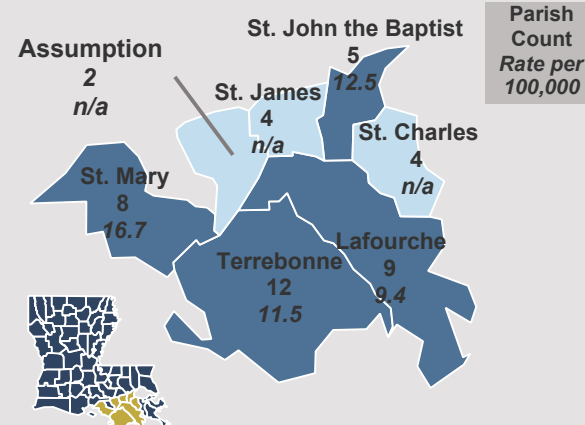 St. John the Baptist
5
12.5
Parish
Count
Rate per
100,000
Assumption
2
n/a
St. James
4
n/a
St. Charles
4
n/a
St. Mary
8
16.7
Lafourche
9
9.4
Terrebonne
12
11.5